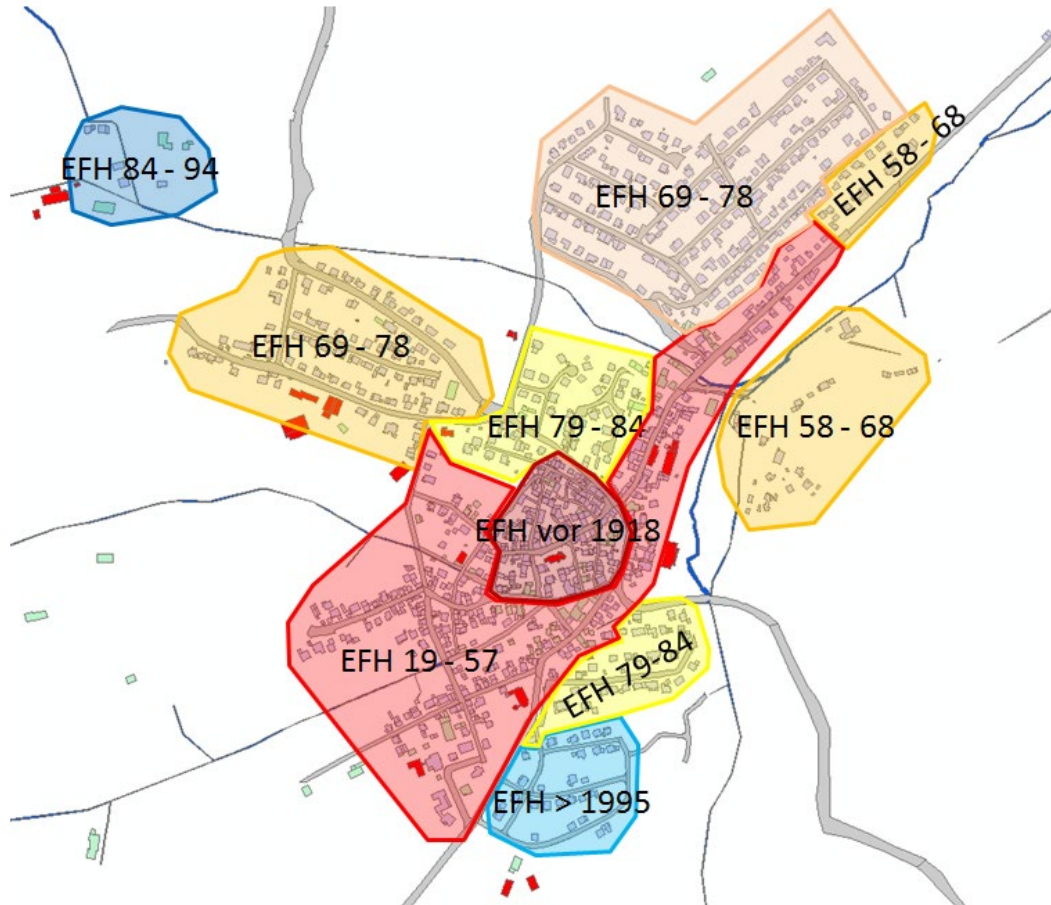 EFH 84 - 94
EFH 58 - 68
EFH 69 - 78
EFH 69 - 78
EFH 79 - 84
EFH 58 - 68
EFH vor 1918
EFH 19 - 57
EFH 79-84
EFH > 1995